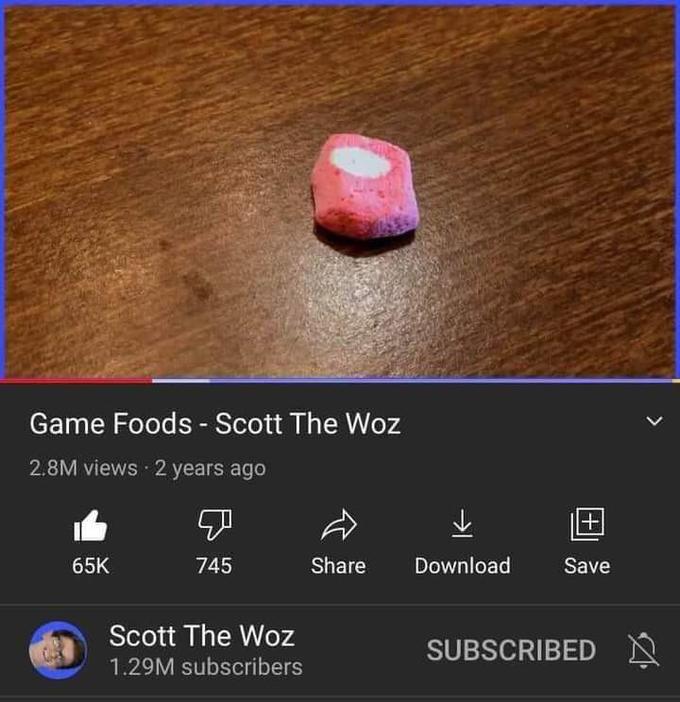 Game Foods - Scott The Woz
2.8M views · 2 years ago
65K 745 Share Download Save
Scott The Woz
1.29M subscribers
SUBSCRIBED